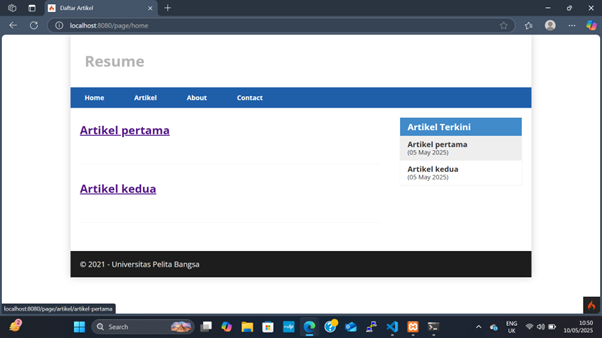 Daftar Artikel
localhost:8080/page/home
Resume
Home Artikel About Contact
Artikel pertama
Artikel kedua
Artikel Terkini
Artikel pertama
(05 May 2025)
Artikel kedua
(05 May 2025)
© 2021 - Universitas Pelita Bangsa
localhost:8080/page/artikel/artikel-pertama
Search
ENG
UK
10:50
10/05/2025